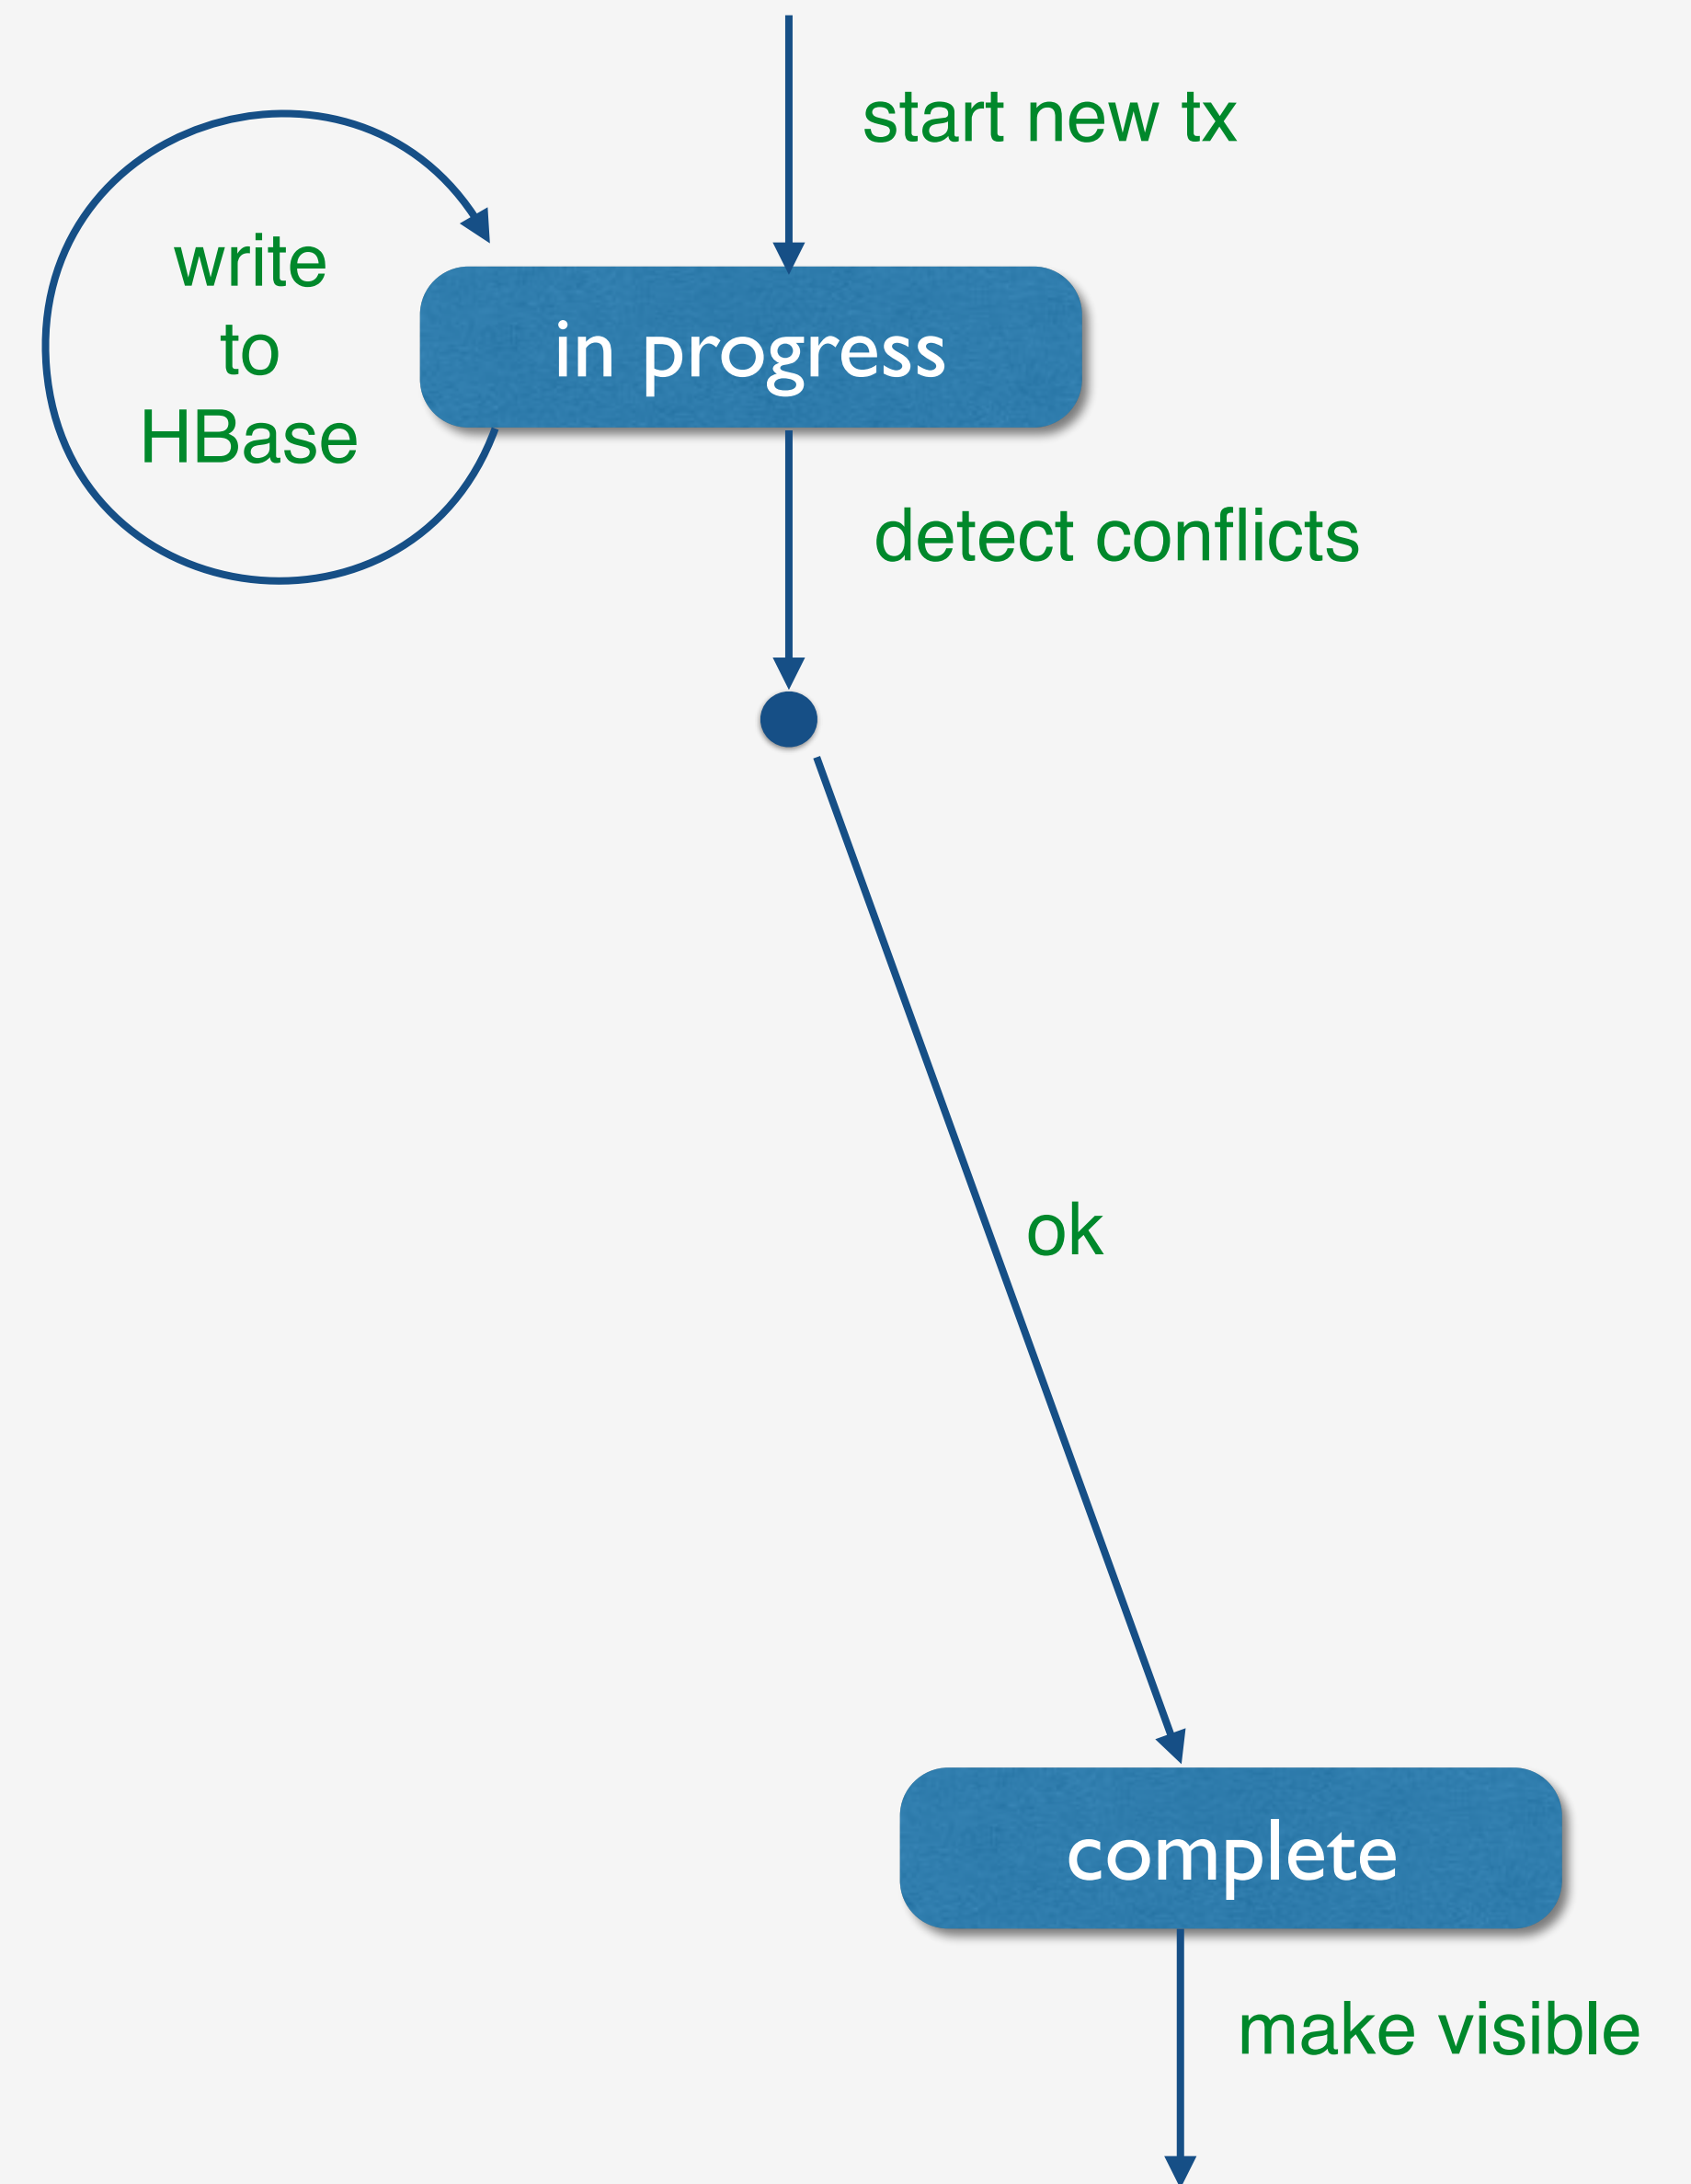 start new tx
write
to
HBase
in progress
detect conflicts
ok
complete
make visible